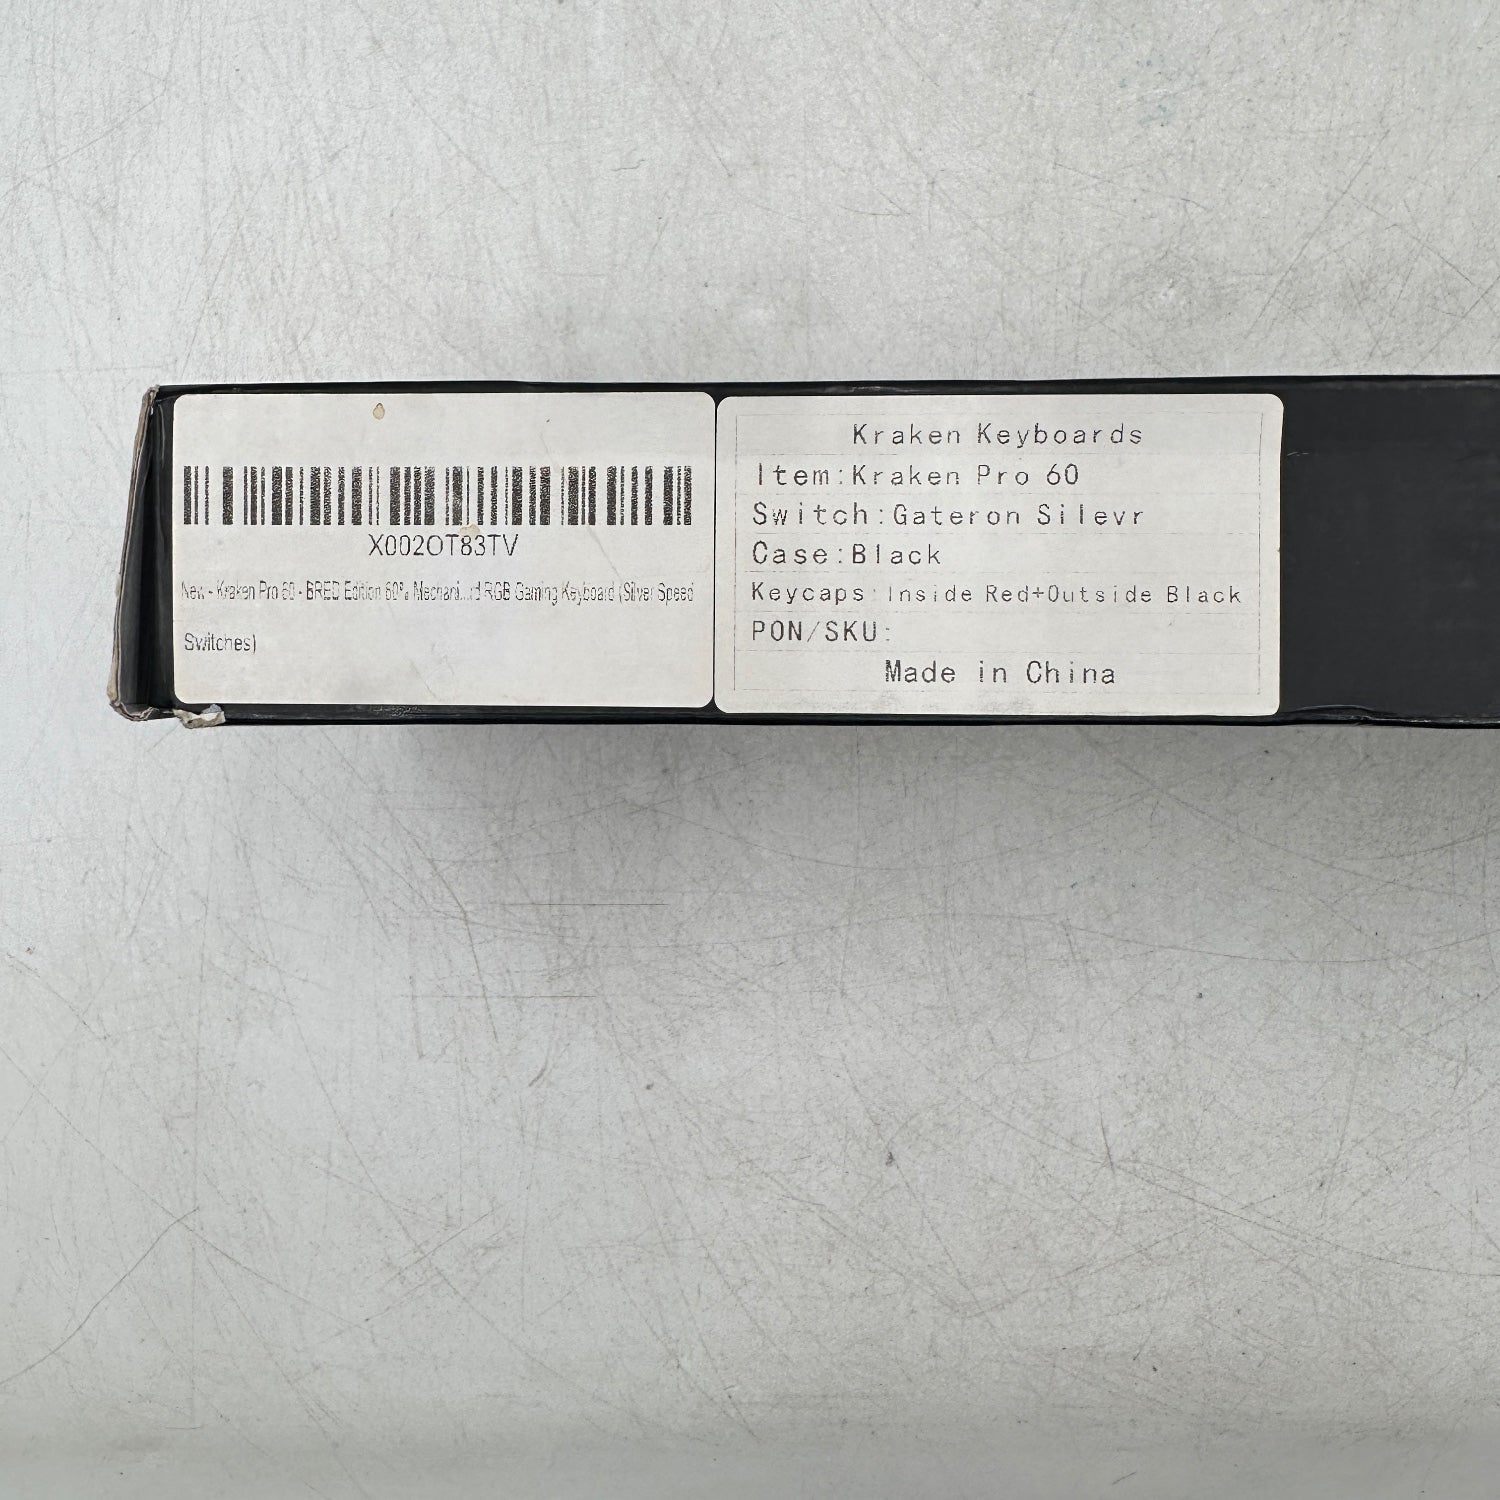 X002OT83TV
New - Kraken Pro 60 - BRED Edition 60% Mechani...rd RGB Gaming Keyboard (Silver Speed
Switches)
Kraken Keyboards
Item:Kraken Pro 60
Switch:Gateron Silevr
Case:Black
Keycaps:Inside Red+Outside Black
PON/SKU:
Made in China